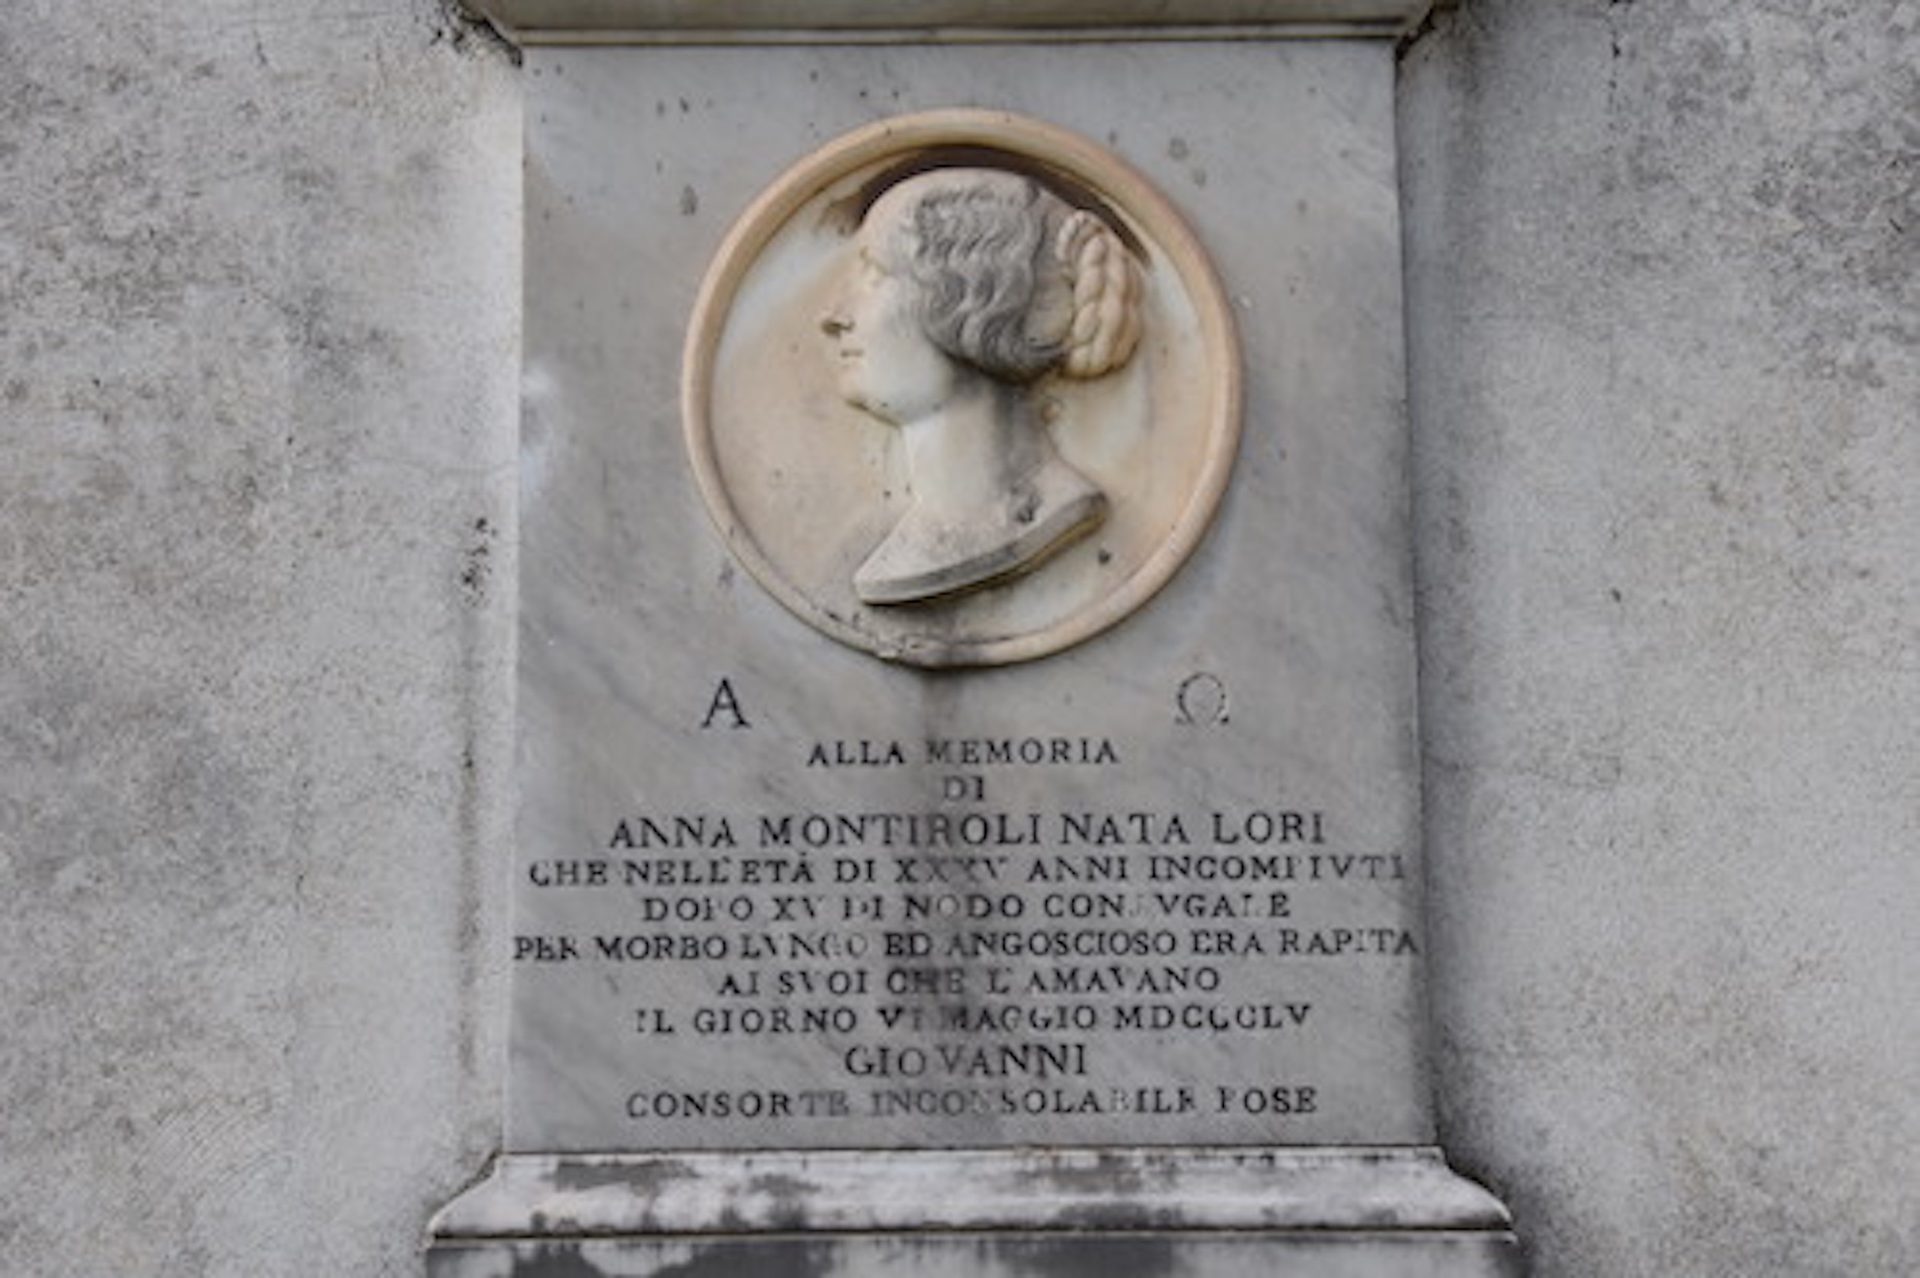 Α Ω
ALLA MEMORIA
DI
ANNA MONTIROLI NATA LORI
CHE NELL'ETÀ DI XXXV ANNI INCOMPIVTI
DOPO XV DI NODO CONJVGALE
PER MORBO LVNGO ED ANGOSCIOSO ERA RAPITA
AI SVOI CHE L'AMAVANO
IL GIORNO VI MAGGIO MDCCCLV
GIOVANNI
CONSORTE INCONSOLABILE POSE